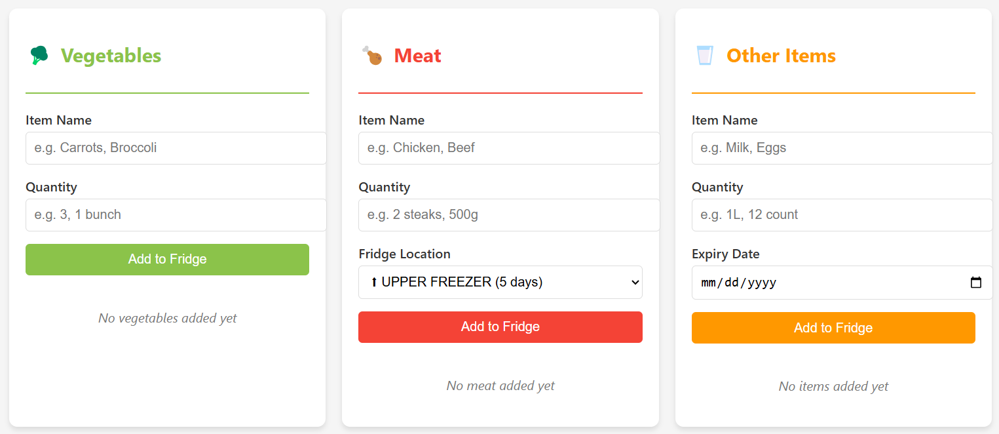 Vegetables
Item Name
e.g. Carrots, Broccoli
Quantity
e.g. 3, 1 bunch
Add to Fridge
No vegetables added yet
Meat
Item Name
e.g. Chicken, Beef
Quantity
e.g. 2 steaks, 500g
Fridge Location
⬆ UPPER FREEZER (5 days)
Add to Fridge
No meat added yet
Other Items
Item Name
e.g. Milk, Eggs
Quantity
e.g. 1L, 12 count
Expiry Date
mm/dd/yyyy
Add to Fridge
No items added yet